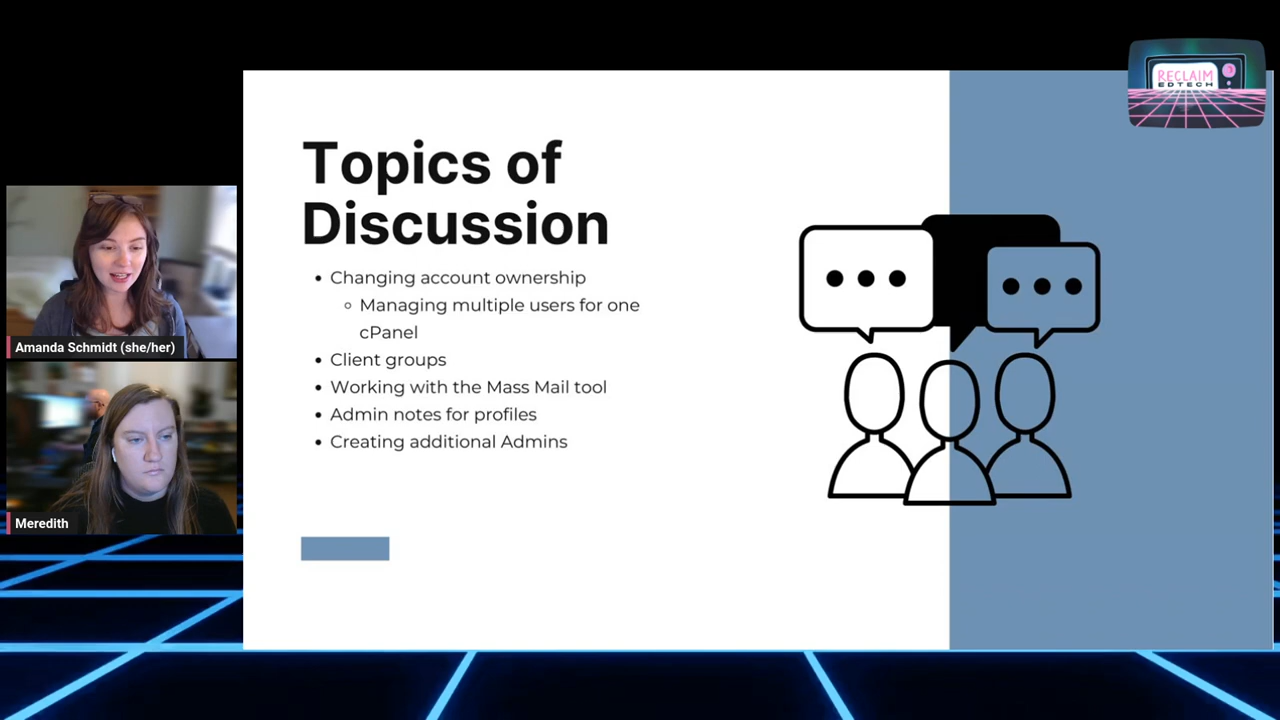 RECLAIM
EDTECH
Topics of
Discussion
• Changing account ownership
◦ Managing multiple users for one
cPanel
• Client groups
• Working with the Mass Mail tool
• Admin notes for profiles
• Creating additional Admins
Amanda Schmidt (she/her)
Meredith